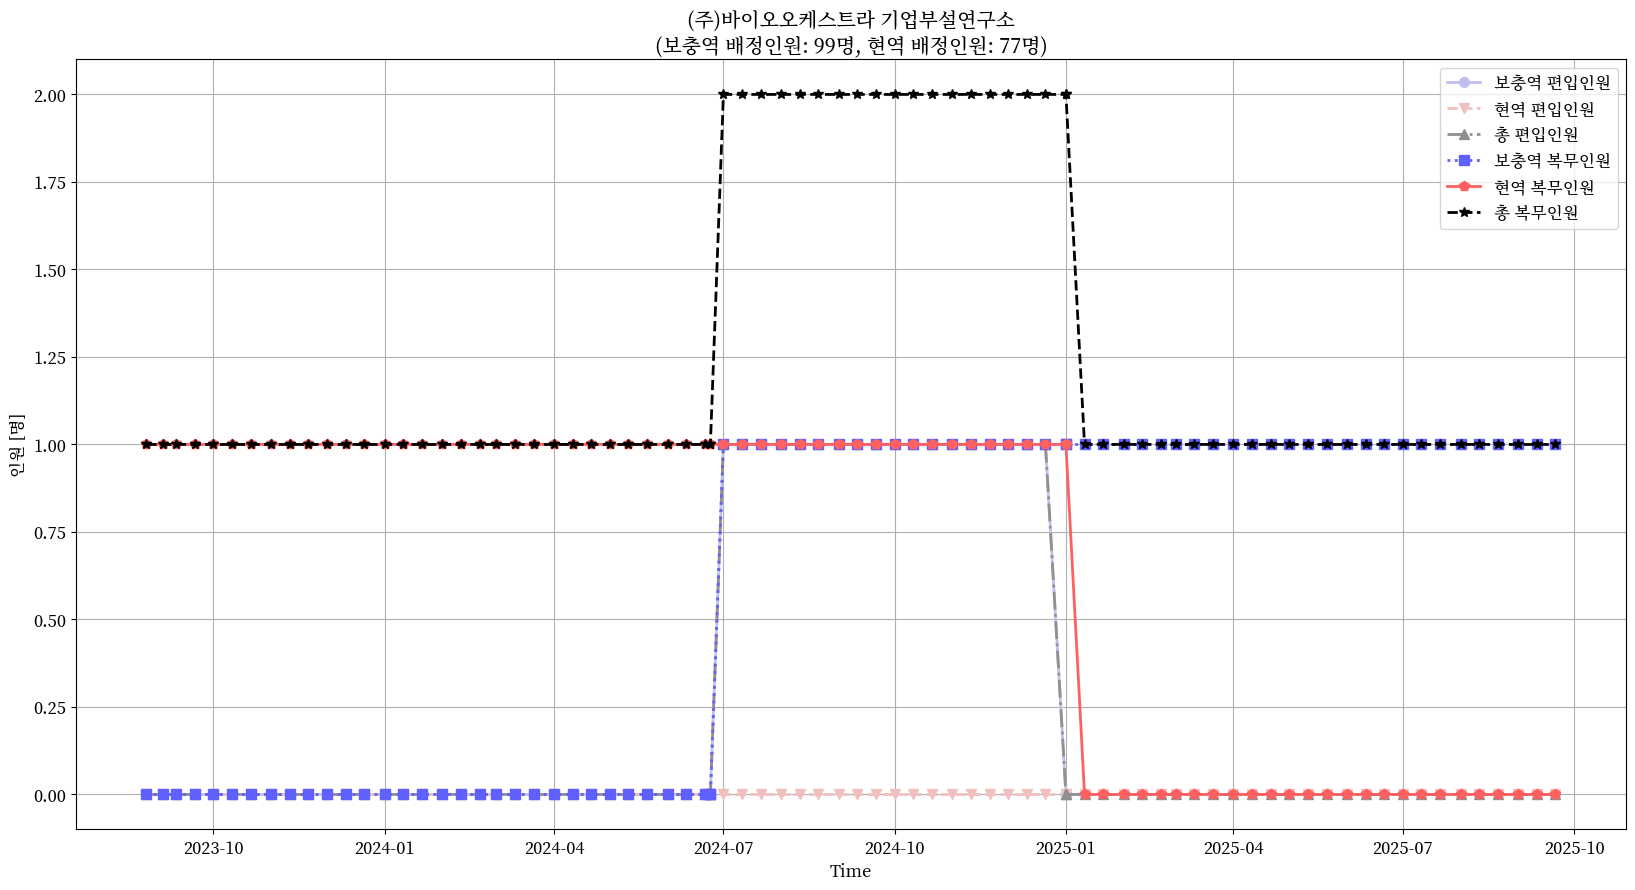 (주)바이오오케스트라 기업부설연구소
(보충역 배정인원: 99명, 현역 배정인원: 77명)
보충역 편입인원
현역 편입인원
총 편입인원
보충역 복무인원
현역 복무인원
총 복무인원
2.00
1.75
1.50
1.25
1.00
0.75
0.50
0.25
0.00
인원 [명]
2023-10 2024-01 2024-04 2024-07 2024-10 2025-01 2025-04 2025-07 2025-10
Time